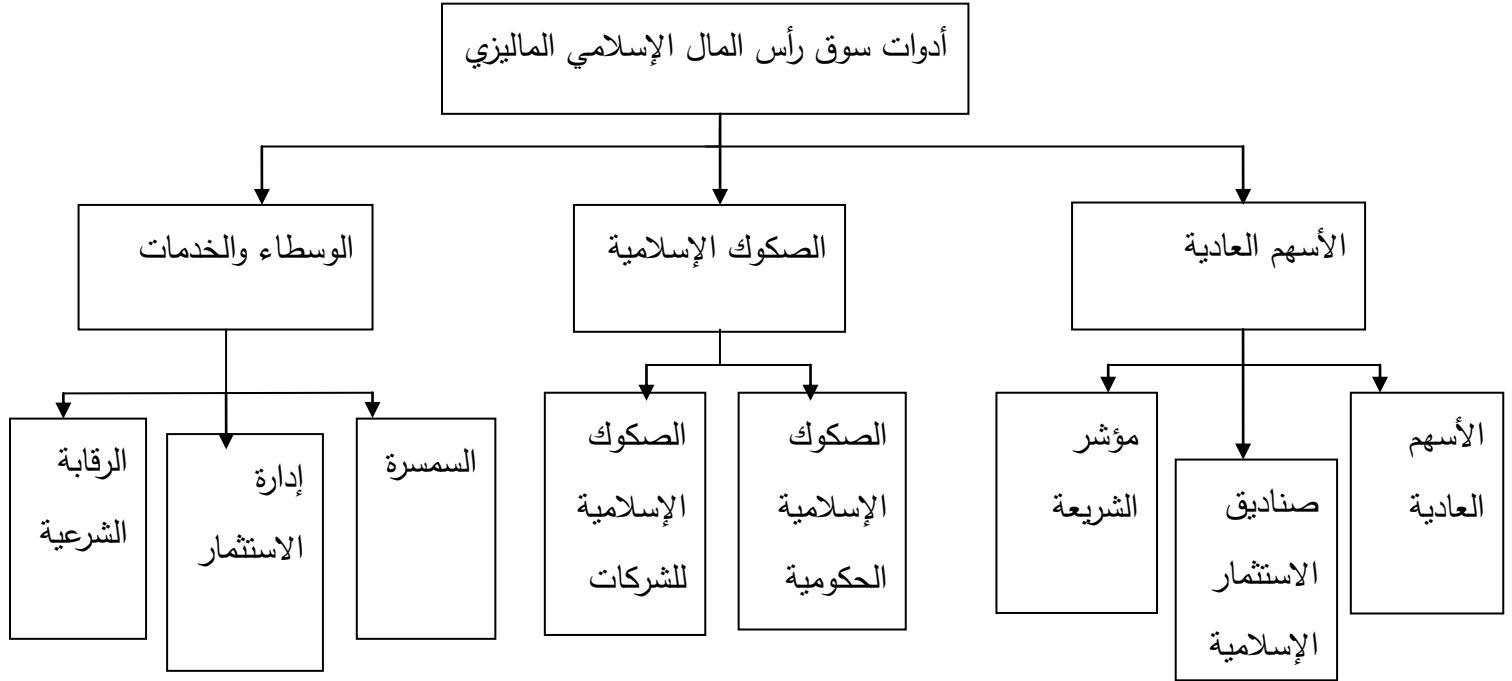 أدوات سوق رأس المال الإسلامي الماليزي
الأسهم العادية
الصكوك الإسلامية
الوسطاء والخدمات
الأسهم
العادية
صناديق
الاستثمار
الإسلامية
مؤشر
الشريعة
الصكوك
الإسلامية
الحكومية
الصكوك
الإسلامية
للشركات
السمسرة
إدارة
الاستثمار
الرقابة
الشرعية